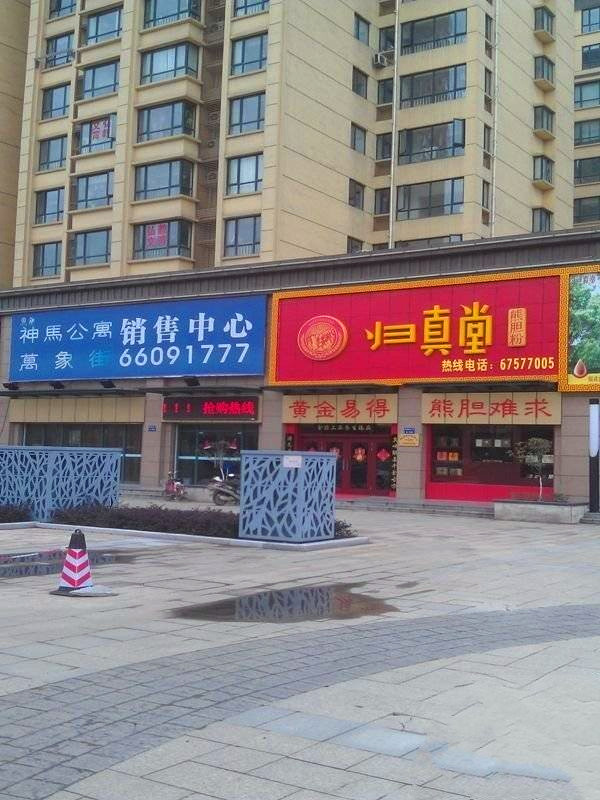 神馬公寓
萬象街
销售中心
66091777
归真堂
熊胆粉
热线电话：67577005
！！！抢购热线
黄金易得
熊胆难求